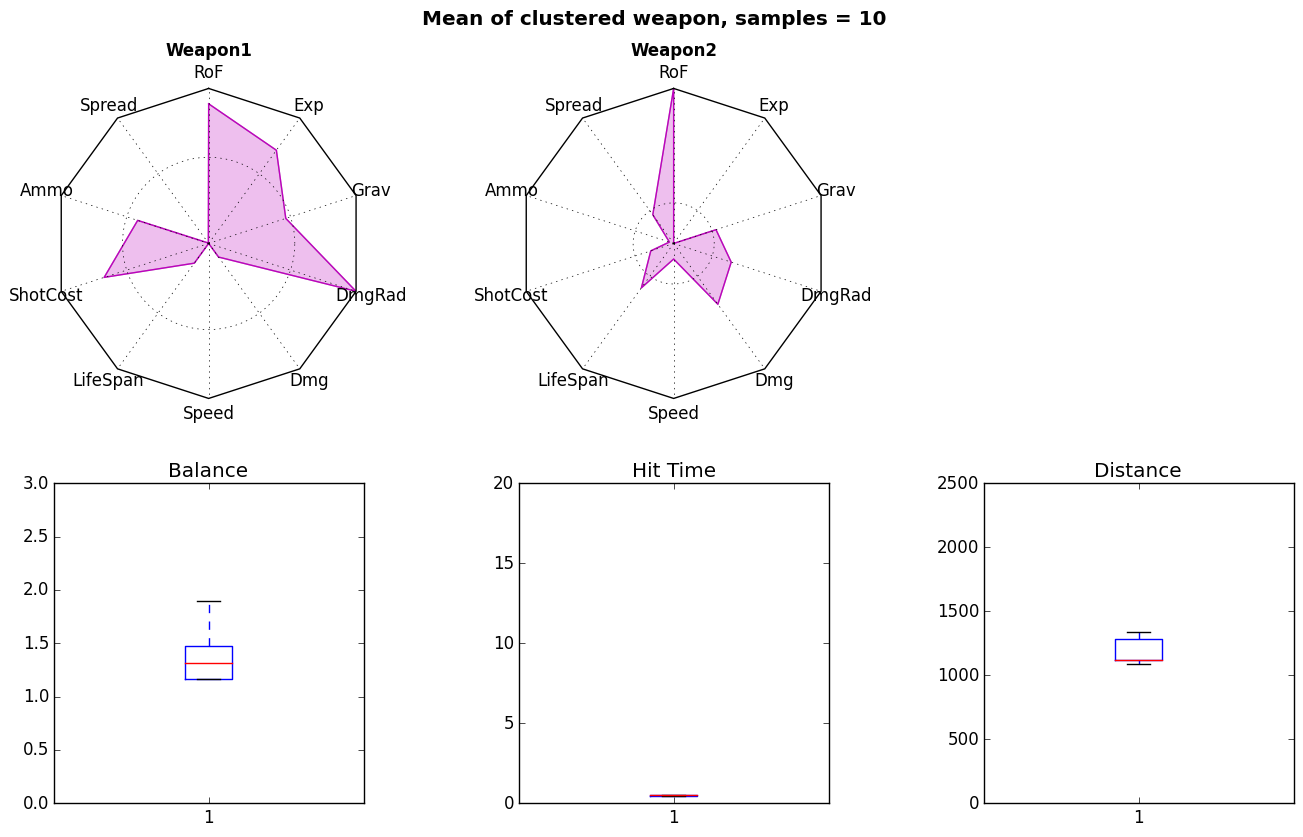 Mean of clustered weapon, samples = 10
Weapon1
RoF
Spread
Exp
Ammo
Grav
ShotCost
DmgRad
LifeSpan
Dmg
Speed
Weapon2
RoF
Spread
Exp
Ammo
Grav
ShotCost
DmgRad
LifeSpan
Dmg
Speed
Balance
3.0
2.5
2.0
1.5
1.0
0.5
0.0
1
Hit Time
20
15
10
5
0
1
Distance
2500
2000
1500
1000
500
0
1